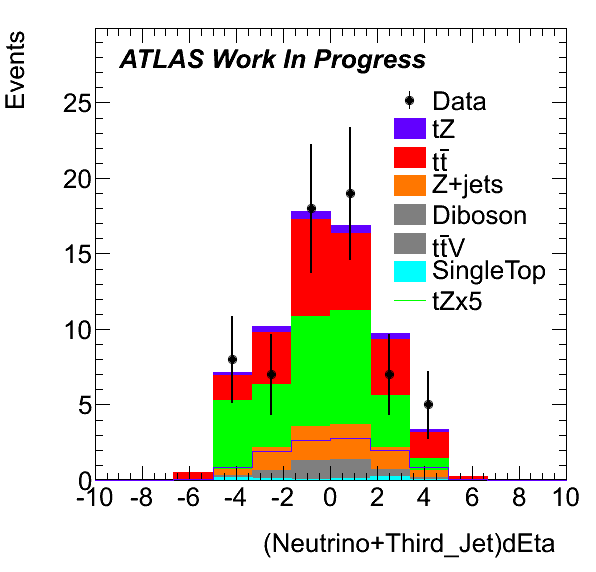 Events
ATLAS Work In Progress
25
20
15
10
5
0
Data
tZ
tt̄
Z+jets
Diboson
tt̄V
SingleTop
tZx5
-10 -8 -6 -4 -2 0 2 4 6 8 10
(Neutrino+Third_Jet)dEta